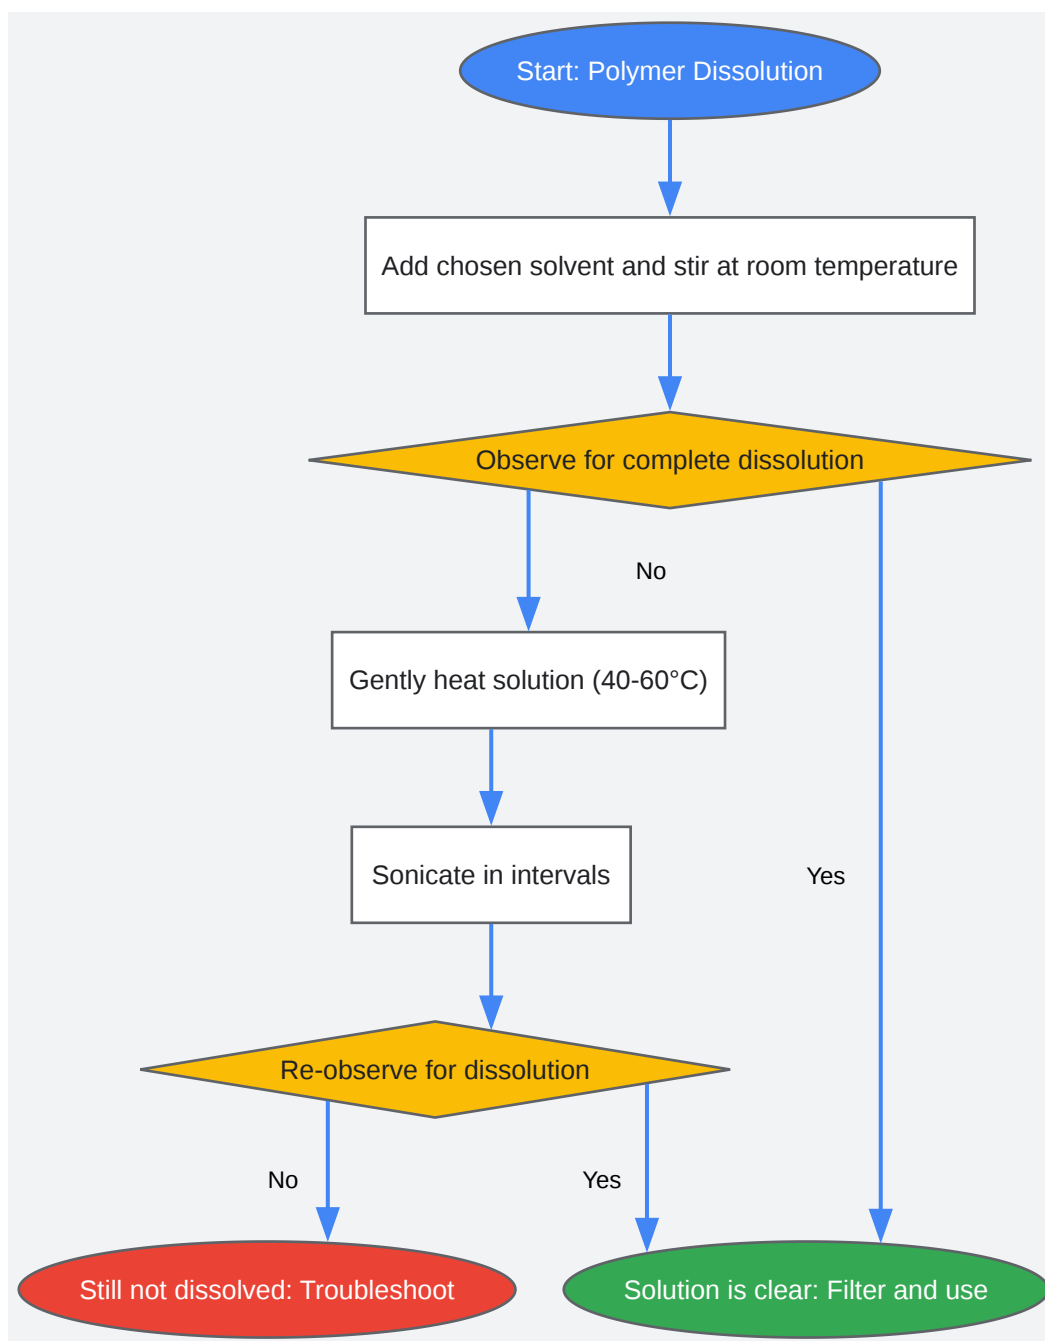 Start: Polymer Dissolution
Add chosen solvent and stir at room temperature
Observe for complete dissolution
No
Gently heat solution (40-60°C)
Sonicate in intervals
Yes
Re-observe for dissolution
No
Yes
Still not dissolved: Troubleshoot
Solution is clear: Filter and use